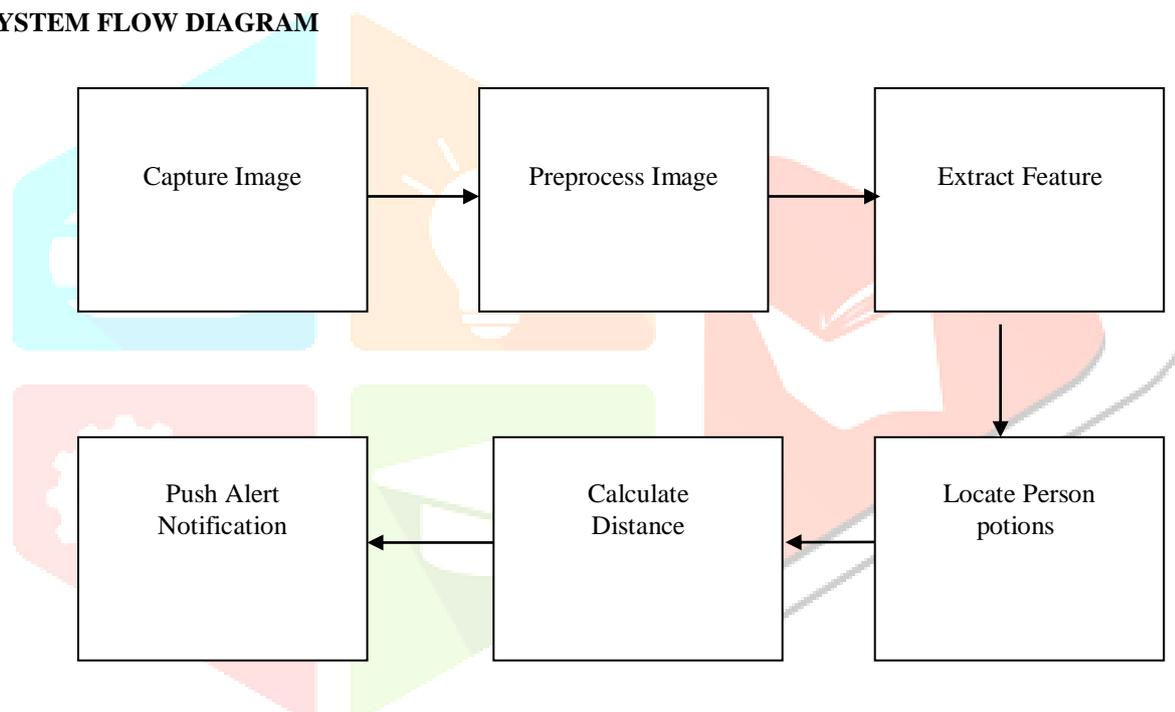 YSTEM FLOW DIAGRAM
Capture Image
Preprocess Image
Extract Feature
Locate Person
potions
Calculate
Distance
Push Alert
Notification